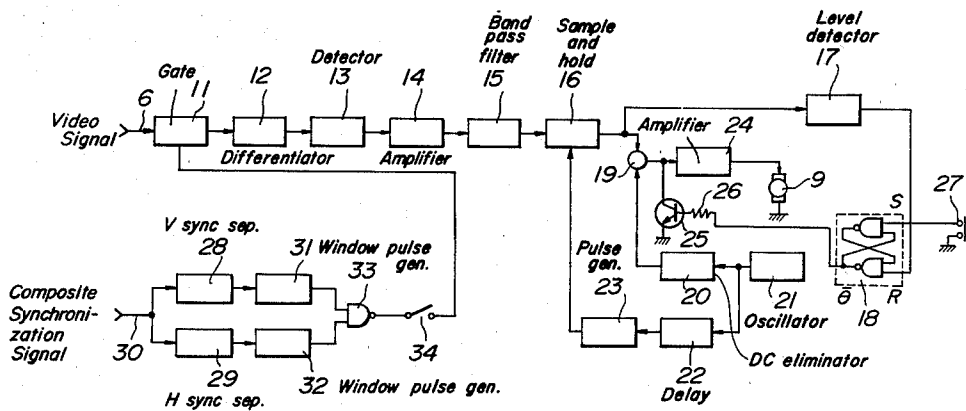 Level detector
17
Band pass filter
15
Sample and hold
16
Detector
13
14
Gate
11
12
6
Video Signal
Differentiator
Amplifier
Amplifier
24
19
9
26
25
27
S
V sync sep.
28
31
Window pulse gen.
33
Pulse gen.
23
20
21
Oscillator
Q̄
R
18
Composite Synchronization Signal
30
34
29
H sync sep.
32
Window pulse gen.
22
Delay
DC eliminator